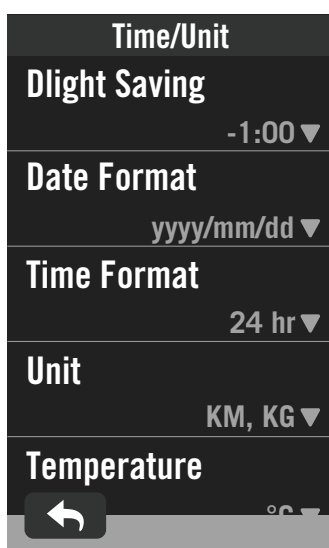 Time/Unit
Dlight Saving
-1:00
Date Format
yyyy/mm/dd
Time Format
24 hr
Unit
KM, KG
Temperature
°C